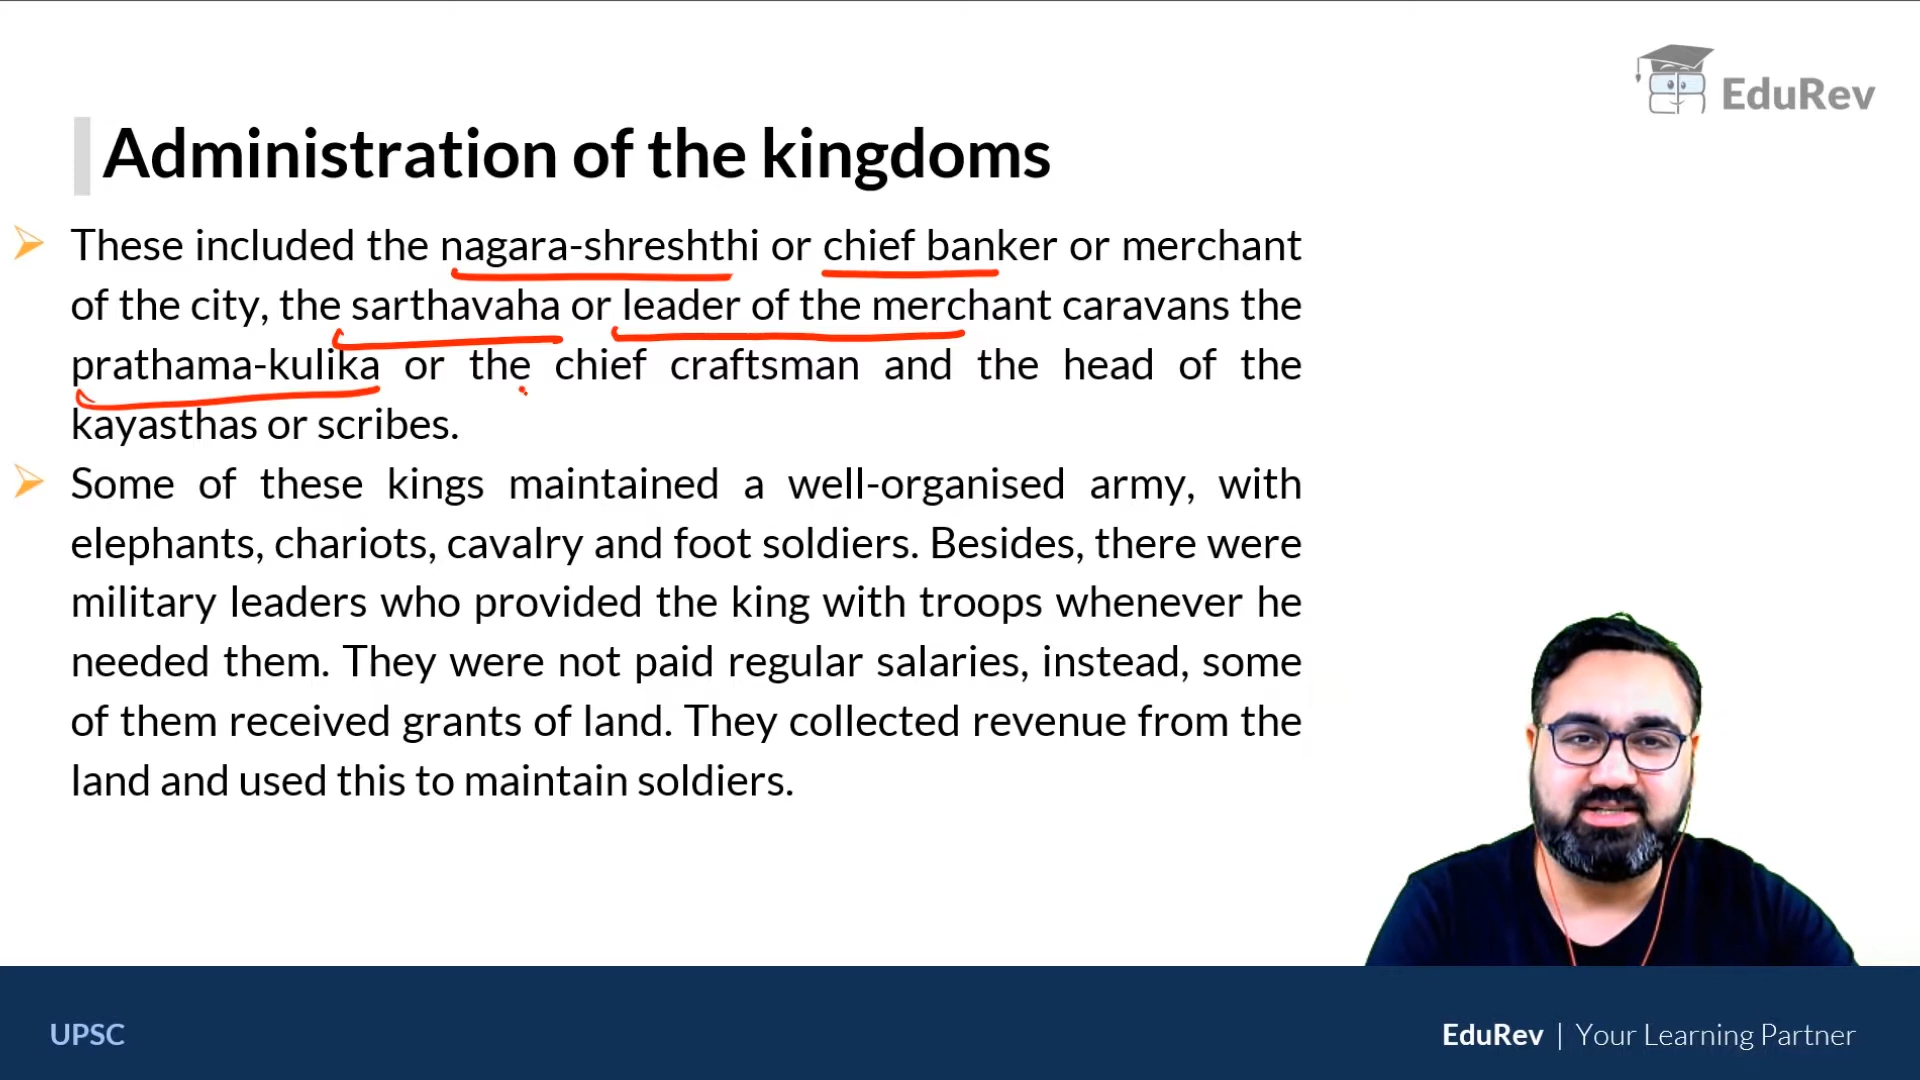 EduRev
Administration of the kingdoms
These included the nagara-shreshthi or chief banker or merchant
of the city, the sarthavaha or leader of the merchant caravans the
prathama-kulika or the chief craftsman and the head of the
kayasthas or scribes.
Some of these kings maintained a well-organised army, with
elephants, chariots, cavalry and foot soldiers. Besides, there were
military leaders who provided the king with troops whenever he
needed them. They were not paid regular salaries, instead, some
of them received grants of land. They collected revenue from the
land and used this to maintain soldiers.
UPSC
EduRev | Your Learning Partner